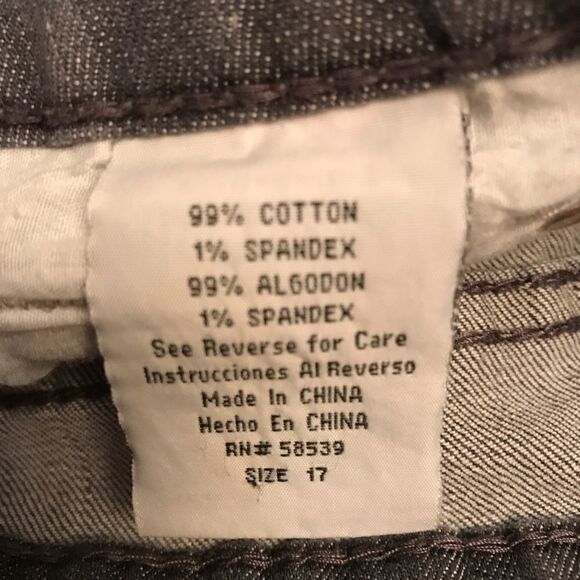 99% COTTON
1% SPANDEX
99% ALGODON
1% SPANDEX
See Reverse for Care
Instrucciones Al Reverso
Made In CHINA
Hecho En CHINA
RN# 58539
SIZE 17